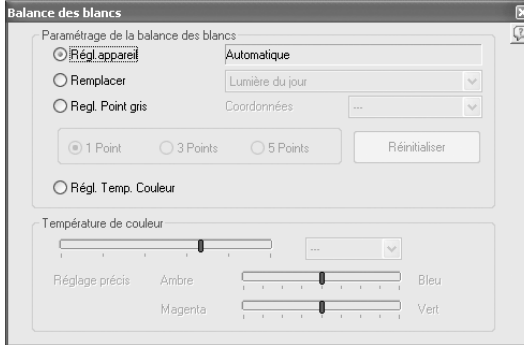 Balance des blancs
Paramétrage de la balance des blancs
Régl.appareil Automatique
Remplacer Lumière du jour
Regl. Point gris Coordonnées ---
1 Point 3 Points 5 Points Réinitialiser
Régl. Temp. Couleur
Température de couleur
---
Réglage précis Ambre Bleu
Magenta Vert